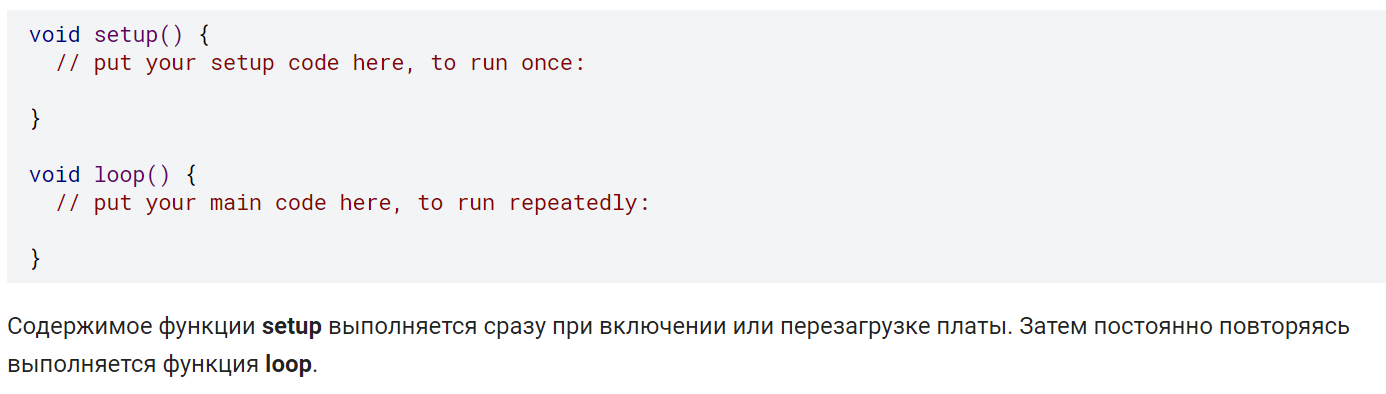 void setup() {
  // put your setup code here, to run once:
}
void loop() {
  // put your main code here, to run repeatedly:
}
Содержимое функции setup выполняется сразу при включении или перезагрузке платы. Затем постоянно повторяясь
выполняется функция loop.